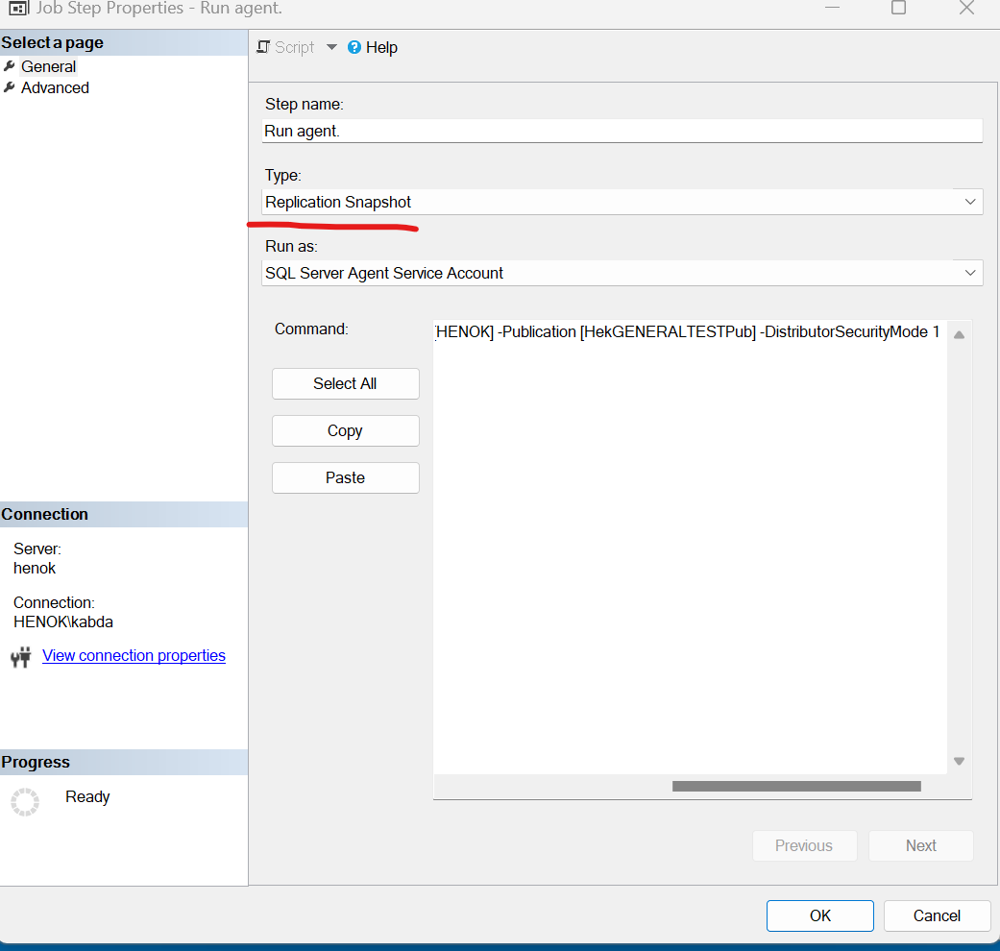 Job Step Properties - Run agent.
Select a page
General
Advanced
Script
Help
Step name:
Run agent.
Type:
Replication Snapshot
Run as:
SQL Server Agent Service Account
Command:
[HENOK] -Publication [HekGENERALTESTPub] -DistributorSecurityMode 1
Select All
Copy
Paste
Connection
Server:
henok
Connection:
HENOK\kabda
View connection properties
Progress
Ready
Previous
Next
OK
Cancel